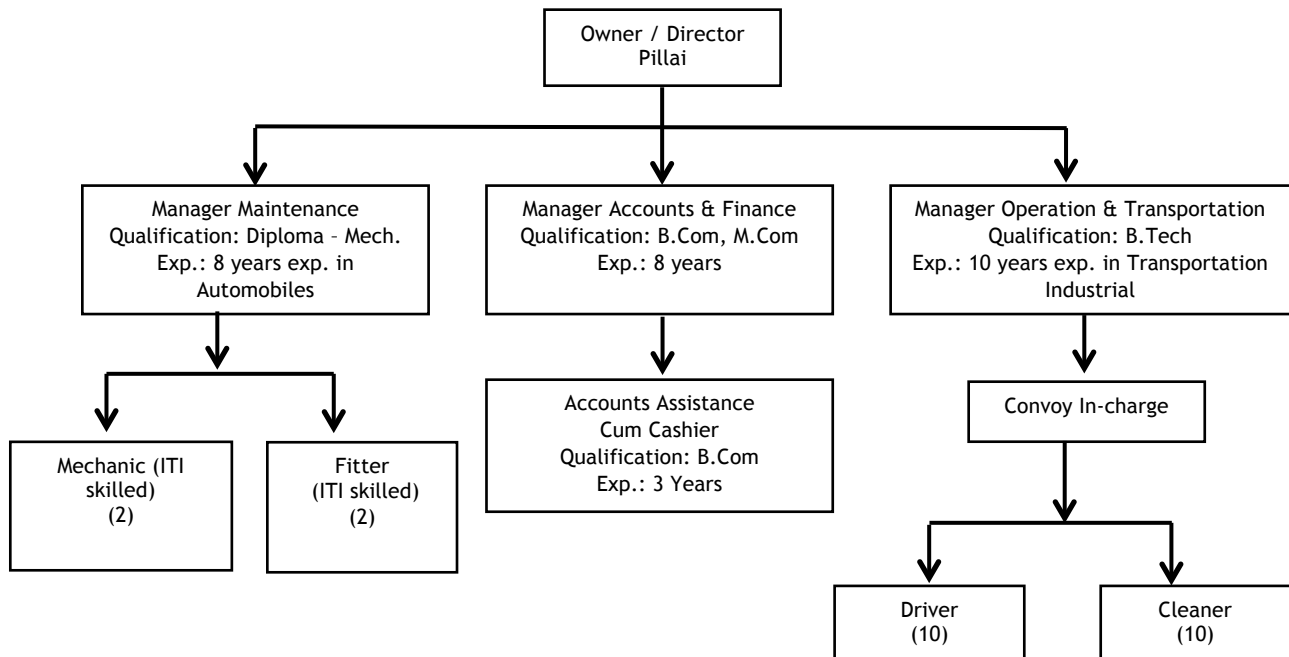 Owner / Director
Pillai
Manager Maintenance
Qualification: Diploma – Mech.
Exp.: 8 years exp. in
Automobiles
Manager Accounts & Finance
Qualification: B.Com, M.Com
Exp.: 8 years
Manager Operation & Transportation
Qualification: B.Tech
Exp.: 10 years exp. in Transportation
Industrial
Mechanic (ITI
skilled)
(2)
Fitter
(ITI skilled)
(2)
Accounts Assistance
Cum Cashier
Qualification: B.Com
Exp.: 3 Years
Convoy In-charge
Driver
(10)
Cleaner
(10)